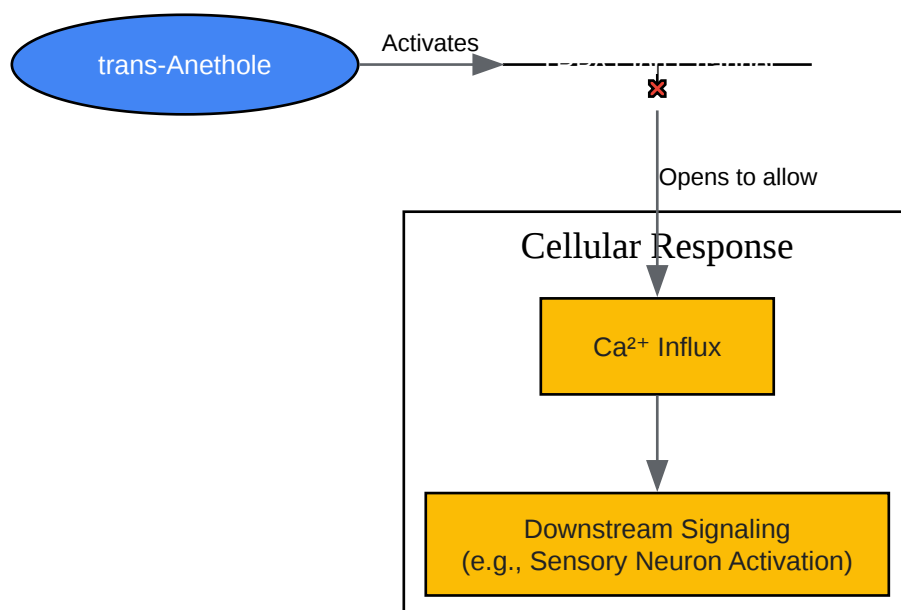 trans-Anethole
Activates
Opens to allow
Cellular Response
Ca²⁺ Influx
Downstream Signaling
(e.g., Sensory Neuron Activation)